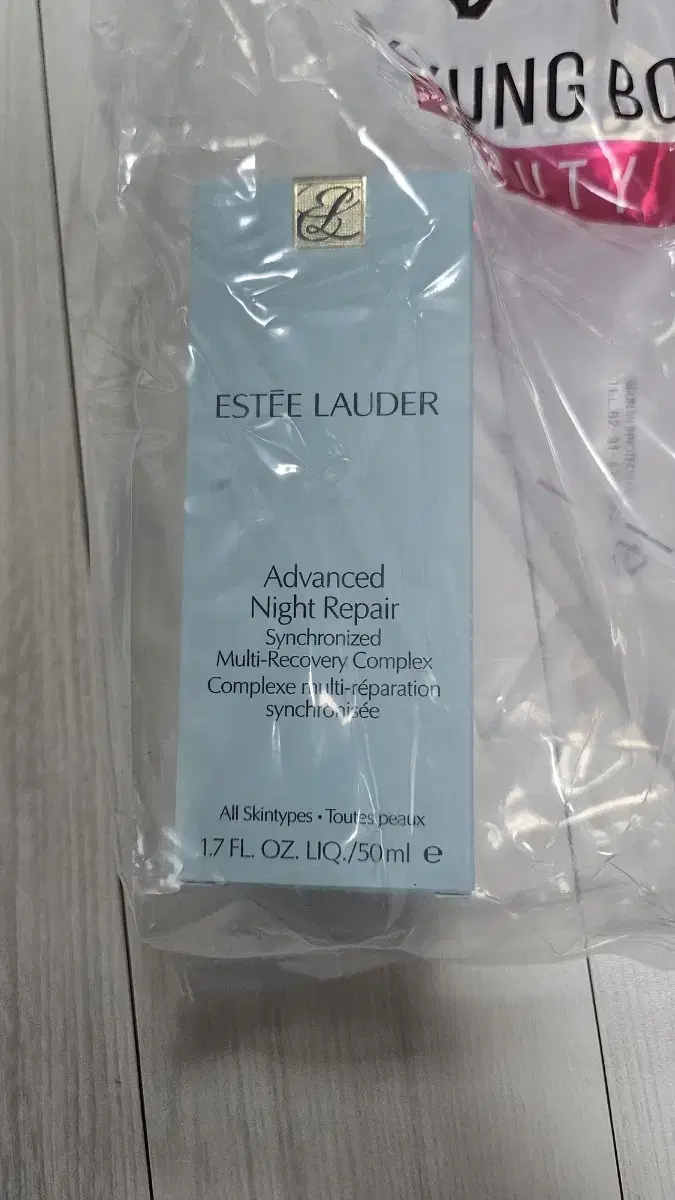 UNG BO
UTY
ESTĒE LAUDER
Advanced
Night Repair
Synchronized
Multi-Recovery Complex
Complexe multi-réparation
synchronisée
All Skintypes • Toutes peaux
1.7 FL. OZ. LIQ./50ml e